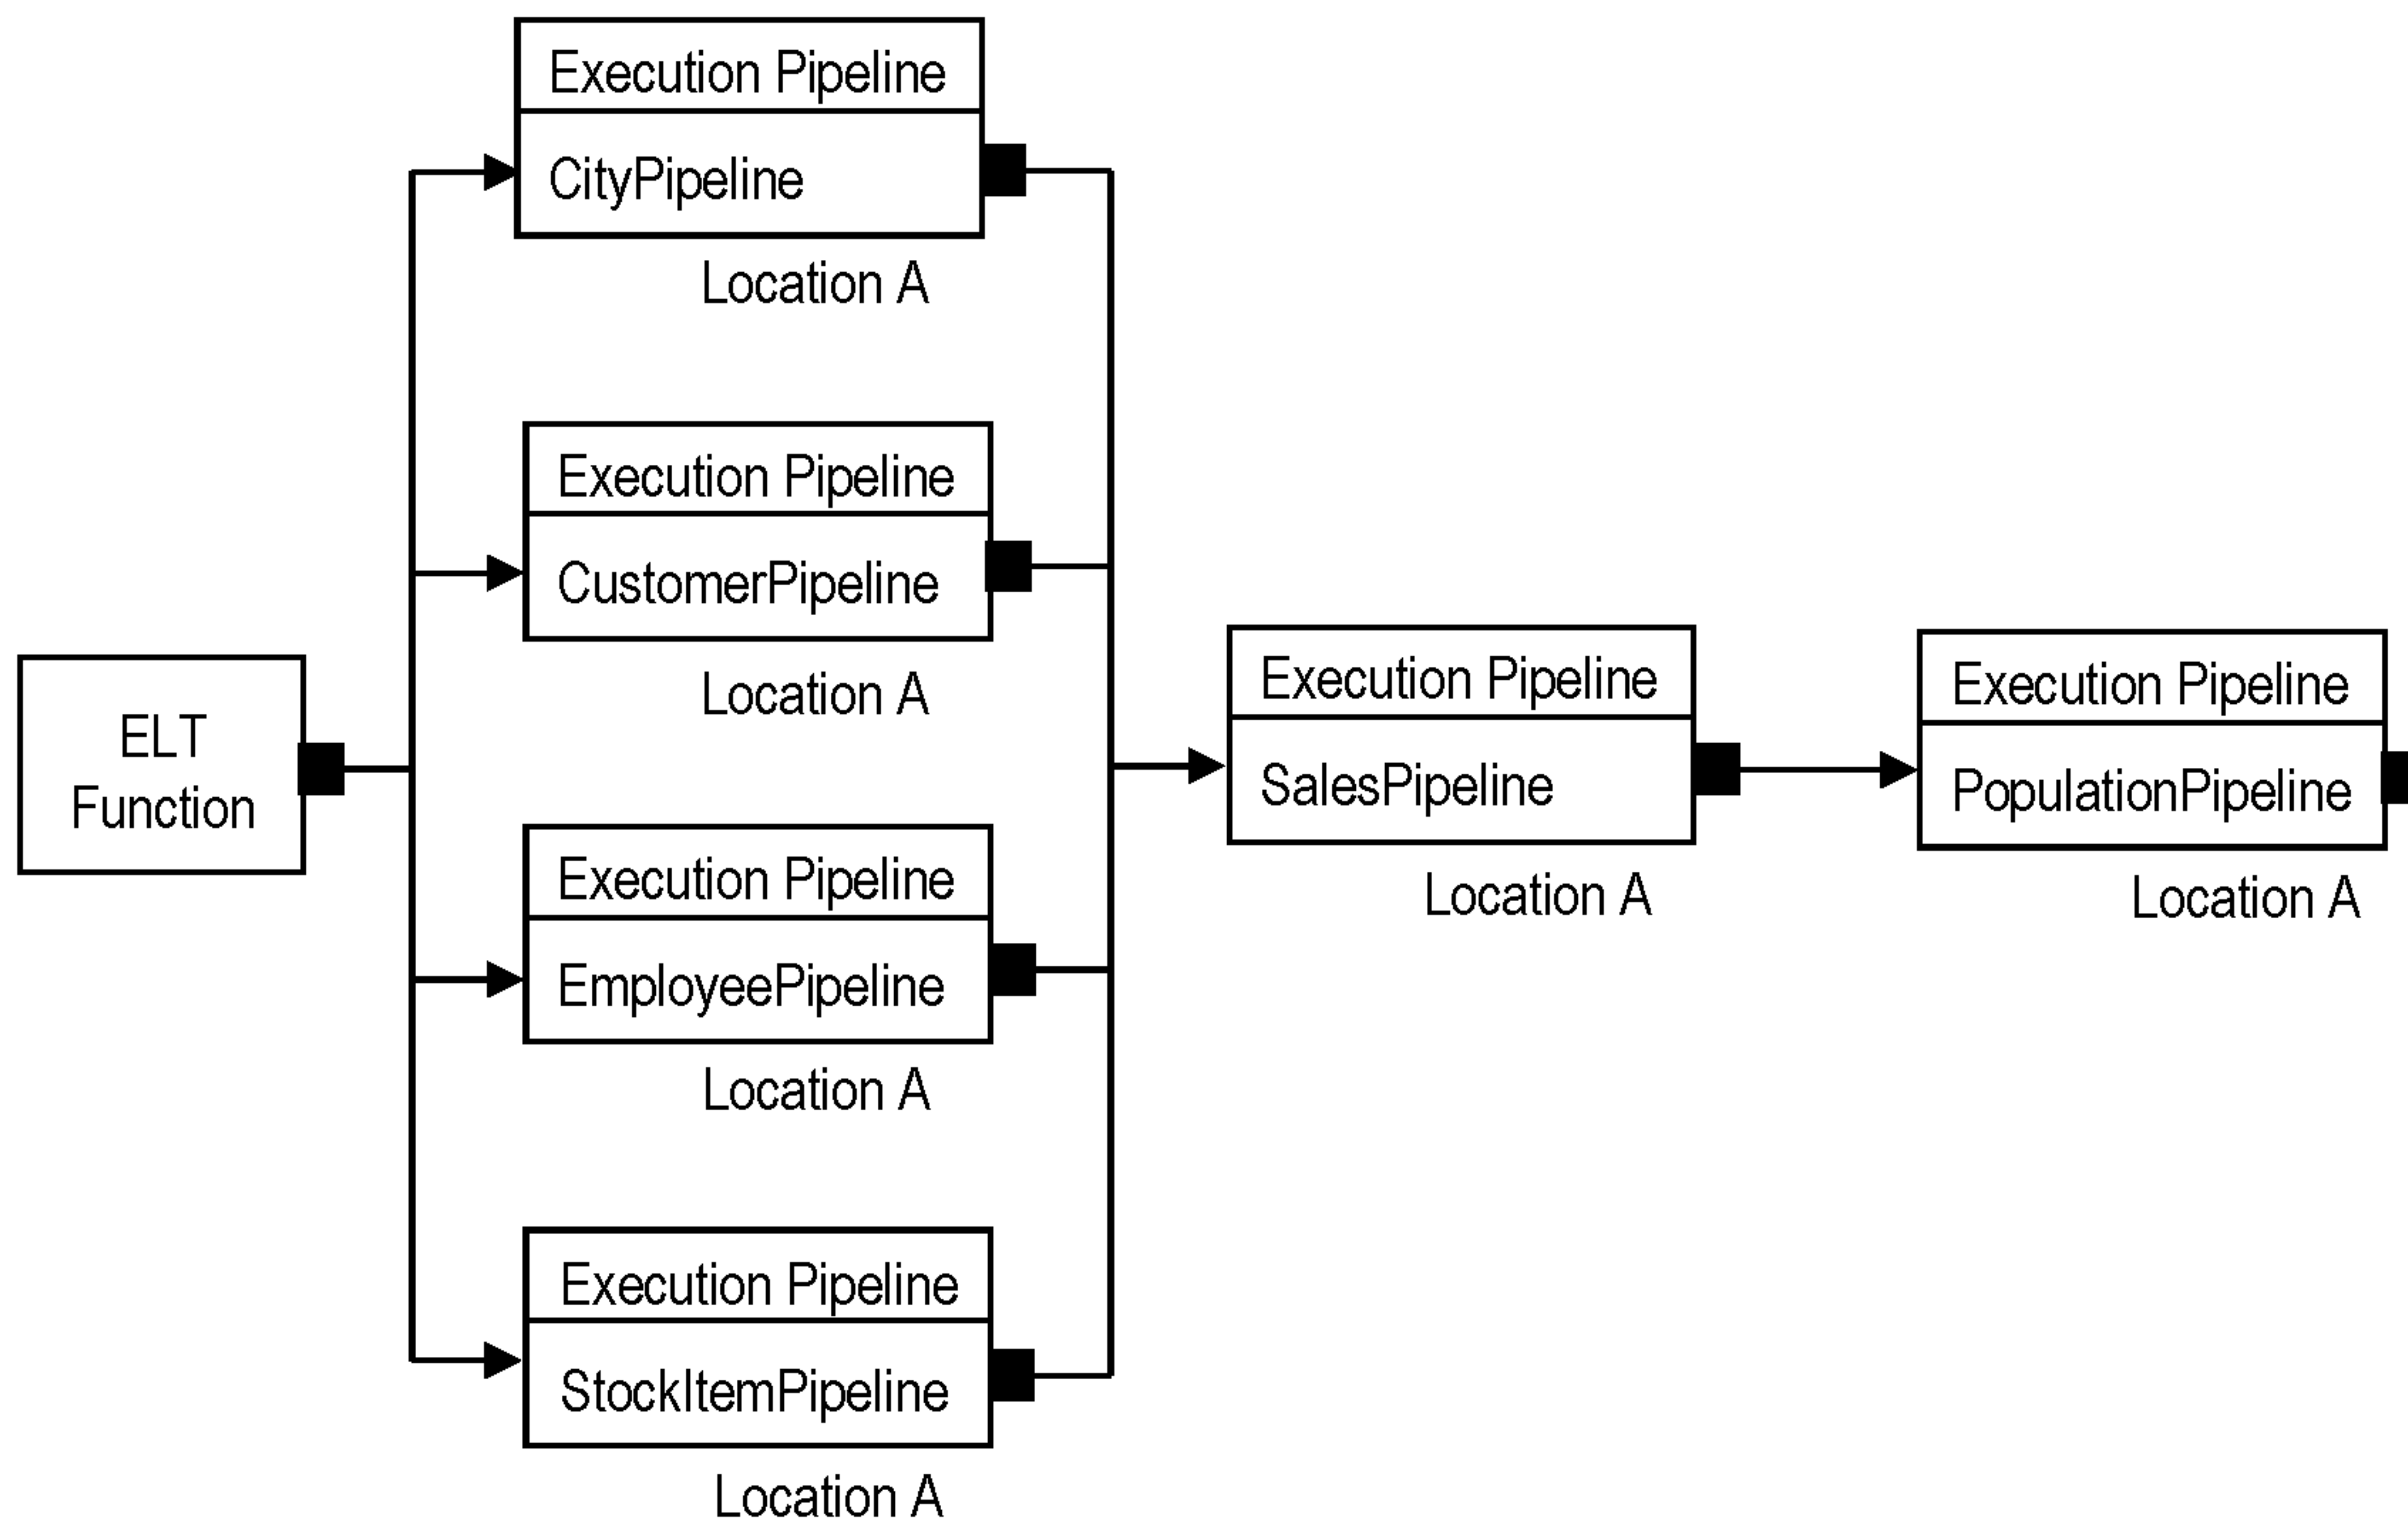 Execution Pipeline
CityPipeline
Location A
Execution Pipeline
CustomerPipeline
Location A
ELT
Function
Execution Pipeline
EmployeePipeline
Location A
Execution Pipeline
StockItemPipeline
Location A
Execution Pipeline
SalesPipeline
Location A
Execution Pipeline
PopulationPipeline
Location A